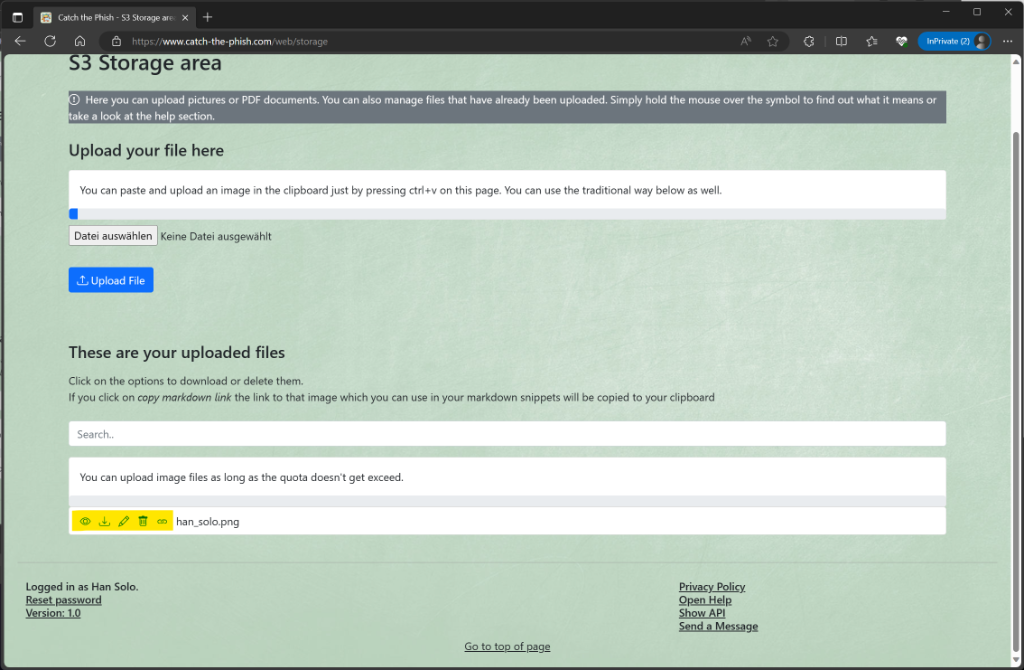 Catch the Phish - S3 Storage area
https://www.catch-the-phish.com/web/storage
InPrivate (2)
S3 Storage area
Here you can upload pictures or PDF documents. You can also manage files that have already been uploaded. Simply hold the mouse over the symbol to find out what it means or
take a look at the help section.
Upload your file here
You can paste and upload an image in the clipboard just by pressing ctrl+v on this page. You can use the traditional way below as well.
Datei auswählen Keine Datei ausgewählt
Upload File
These are your uploaded files
Click on the options to download or delete them.
If you click on copy markdown link the link to that image which you can use in your markdown snippets will be copied to your clipboard
Search..
You can upload image files as long as the quota doesn't get exceed.
han_solo.png
Logged in as Han Solo.
Reset password
Version: 1.0
Privacy Policy
Open Help
Show API
Send a Message
Go to top of page